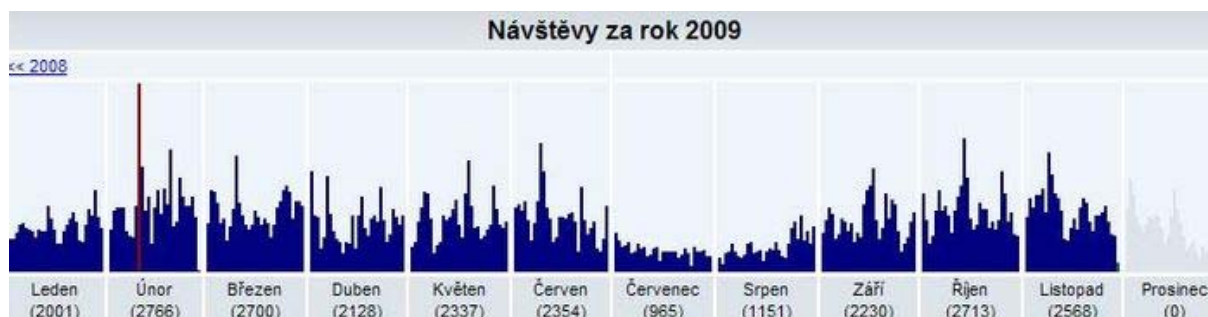 Návštěvy za rok 2009
<< 2008
Leden Únor Březen Duben Květen Červen Červenec Srpen Září Říjen Listopad Prosinec
(2001) (2766) (2700) (2128) (2337) (2354) (965) (1151) (2230) (2713) (2568) (0)